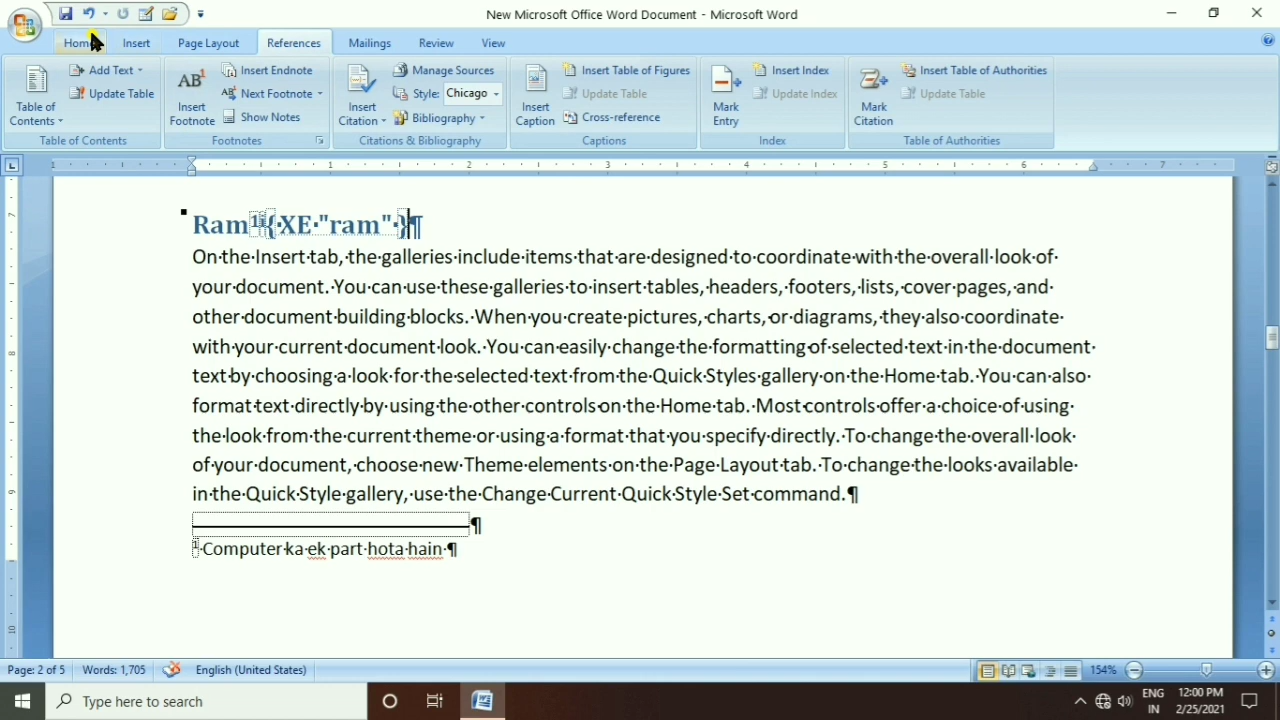 New Microsoft Office Word Document - Microsoft Word
Home Insert Page Layout References Mailings Review View
Table of Contents
Add Text
Update Table
Table of Contents
AB¹ Insert Footnote
Insert Endnote
Next Footnote
Show Notes
Footnotes
Insert Citation
Manage Sources
Style: Chicago
Bibliography
Citations & Bibliography
Insert Caption
Insert Table of Figures
Update Table
Cross-reference
Captions
Mark Entry
Insert Index
Update Index
Index
Mark Citation
Insert Table of Authorities
Update Table
Table of Authorities
1 1 2 3 4 5 6 7
Ram¹{·XE·"ram"·}¶
On·the·Insert·tab,·the·galleries·include·items·that·are·designed·to·coordinate·with·the·overall·look·of·
your·document.·You·can·use·these·galleries·to·insert·tables,·headers,·footers,·lists,·cover·pages,·and·
other·document·building·blocks.·When·you·create·pictures,·charts,·or·diagrams,·they·also·coordinate·
with·your·current·document·look.·You·can·easily·change·the·formatting·of·selected·text·in·the·document·
text·by·choosing·a·look·for·the·selected·text·from·the·Quick·Styles·gallery·on·the·Home·tab.·You·can·also·
format·text·directly·by·using·the·other·controls·on·the·Home·tab.·Most·controls·offer·a·choice·of·using·
the·look·from·the·current·theme·or·using·a·format·that·you·specify·directly.·To·change·the·overall·look·
of·your·document,·choose·new·Theme·elements·on·the·Page·Layout·tab.·To·change·the·looks·available·
in·the·Quick·Style·gallery,·use·the·Change·Current·Quick·Style·Set·command.¶
¶
¹·Computer·ka·ek·part·hota·hain·¶
7
8
9
10
Page: 2 of 5 Words: 1,705 English (United States) 154%
Type here to search
ENG 12:00 PM
IN 2/25/2021